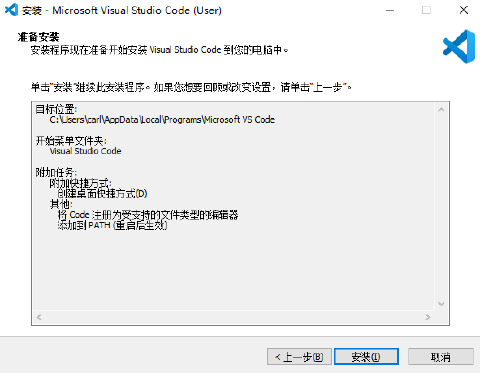 安装 - Microsoft Visual Studio Code (User)
准备安装
安装程序现在准备开始安装 Visual Studio Code 到您的电脑中。
单击“安装”继续此安装程序。如果您想要回顾或改变设置，请单击“上一步”。
目标位置:
C:\Users\carl\AppData\Local\Programs\Microsoft VS Code
开始菜单文件夹:
Visual Studio Code
附加任务:
附加快捷方式:
创建桌面快捷方式(D)
其他:
将 Code 注册为受支持的文件类型的编辑器
添加到 PATH (重启后生效)
< 上一步(B)
安装(I)
取消